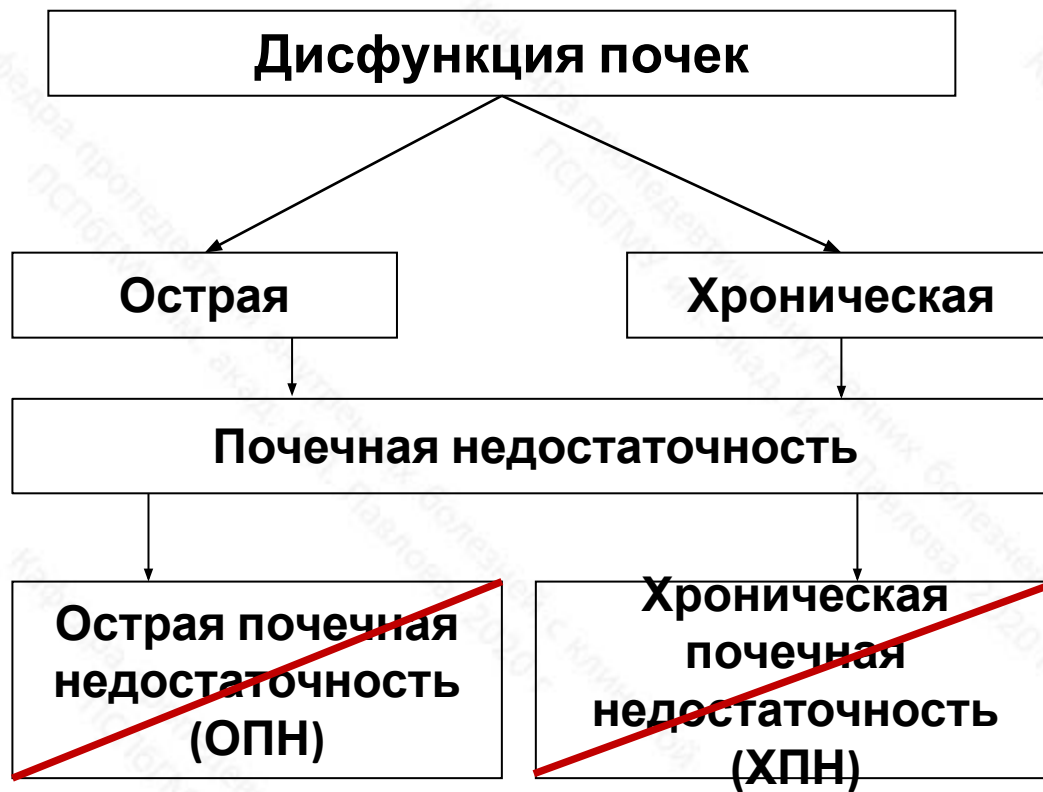 Дисфункция почек
Острая
Хроническая
Почечная недостаточность
Острая почечная
недостаточность
(ОПН)
Хроническая
почечная
недостаточность
(ХПН)